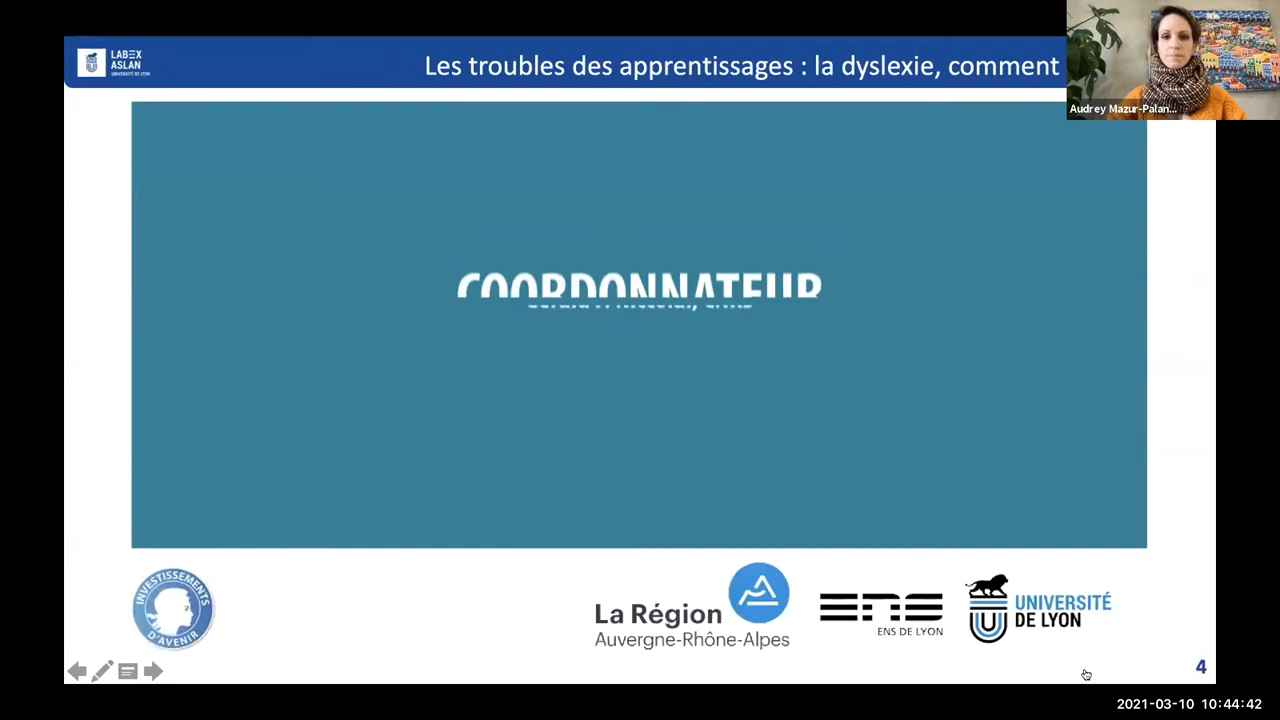 LABEX
ASLAN
UNIVERSITÉ DE LYON
Les troubles des apprentissages : la dyslexie, comment
Audrey Mazur-Palan...
COORDONNATEUR
INVESTISSEMENTS
D'AVENIR
La Région
Auvergne-Rhône-Alpes
ENS
ENS DE LYON
UNIVERSITÉ
DE LYON
4
2021-03-10 10:44:42